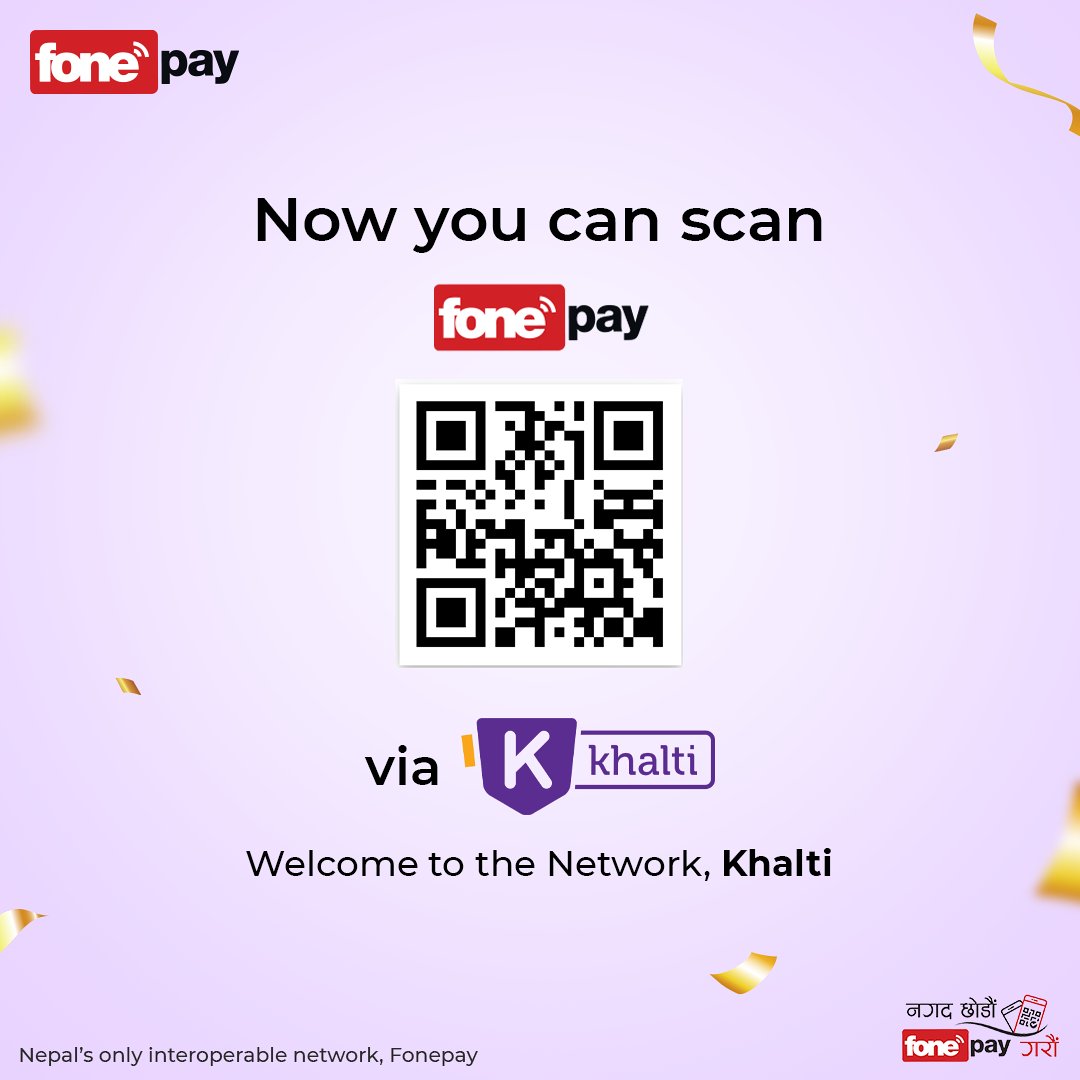 fonepay
Now you can scan
fonepay
via K khalti
Welcome to the Network, Khalti
नगद छोडौं
fonepay गरौं
Nepal's only interoperable network, Fonepay